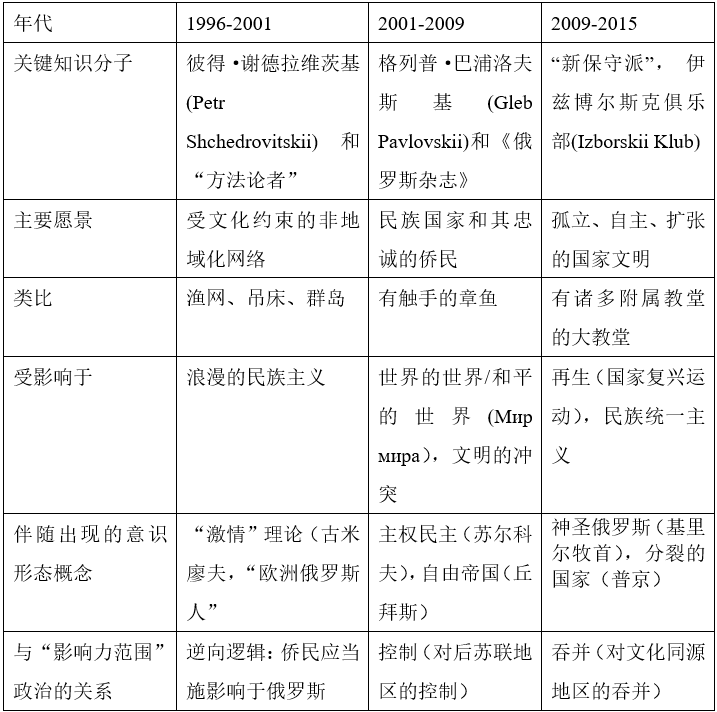 年代
1996-2001
2001-2009
2009-2015
关键知识分子
彼得·谢德拉维茨基
(Petr
Shchedrovitskii) 和
“方法论者”
格列普·巴浦洛夫
斯基(Gleb
Pavlovskii)和《俄
罗斯杂志》
“新保守派”， 伊
兹博尔斯克俱乐
部(Izborskii Klub)
主要愿景
受文化约束的非地
域化网络
民族国家和其忠
诚的侨民
孤立、自主、扩张
的国家文明
类比
渔网、吊床、群岛
有触手的章鱼
有诸多附属教堂
的大教堂
受影响于
浪漫的民族主义
世界的世界/和平
的世界(Мир
мира)，文明的冲
突
再生（国家复兴运
动），民族统一主
义
伴随出现的意识
形态概念
“激情”理论（古米
廖夫，“欧洲俄罗斯
人”
主权民主（苏尔科
夫），自由帝国（丘
拜斯）
神圣俄罗斯（基里
尔牧首），分裂的
国家（普京）
与“影响力范围”
政治的关系
逆向逻辑：侨民应当
施影响于俄罗斯
控制（对后苏联地
区的控制）
吞并（对文化同源
地区的吞并）